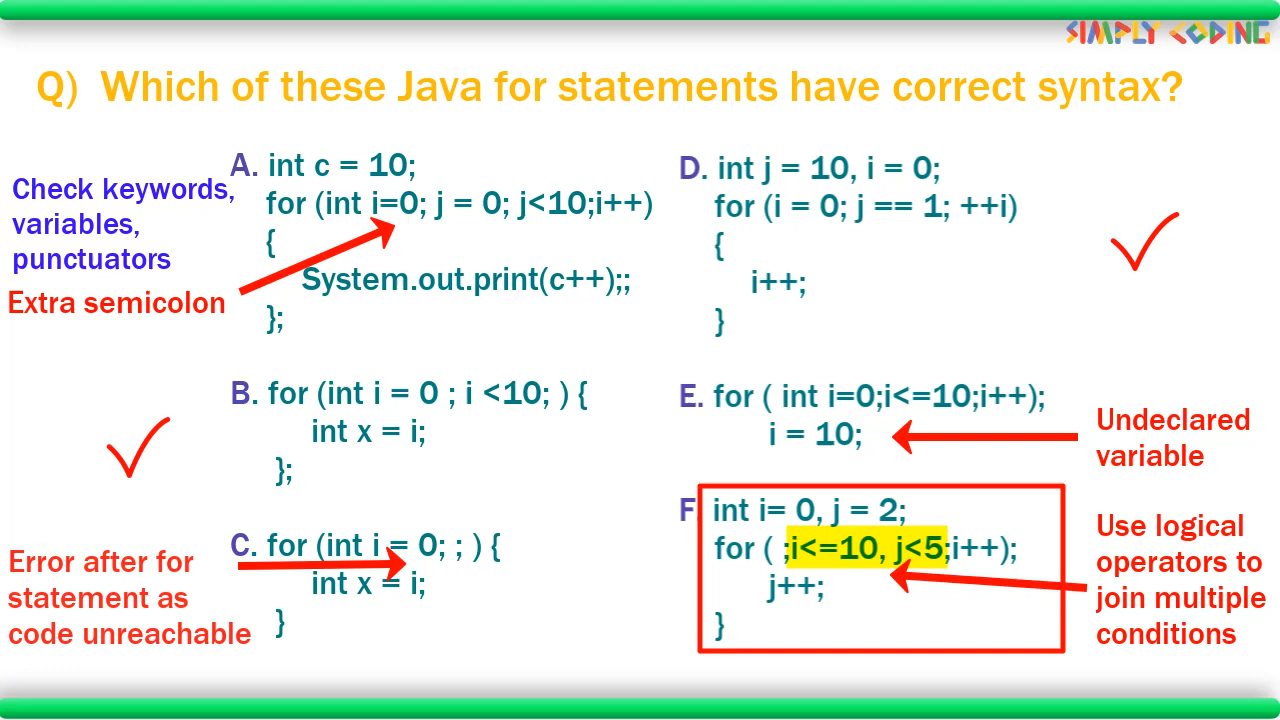 SIMPLY CODING
Q) Which of these Java for statements have correct syntax?
Check keywords,
variables,
punctuators
Extra semicolon
A. int c = 10;
for (int i=0; j = 0; j<10;i++)
{
System.out.print(c++);;
};
B. for (int i = 0 ; i <10; ) {
int x = i;
};
Error after for
statement as
code unreachable
C. for (int i = 0; ; ) {
int x = i;
}
D. int j = 10, i = 0;
for (i = 0; j == 1; ++i)
{
i++;
}
E. for ( int i=0;i<=10;i++);
i = 10;
Undeclared
variable
F. int i= 0, j = 2;
for ( ;i<=10, j<5;i++);
j++;
}
Use logical
operators to
join multiple
conditions